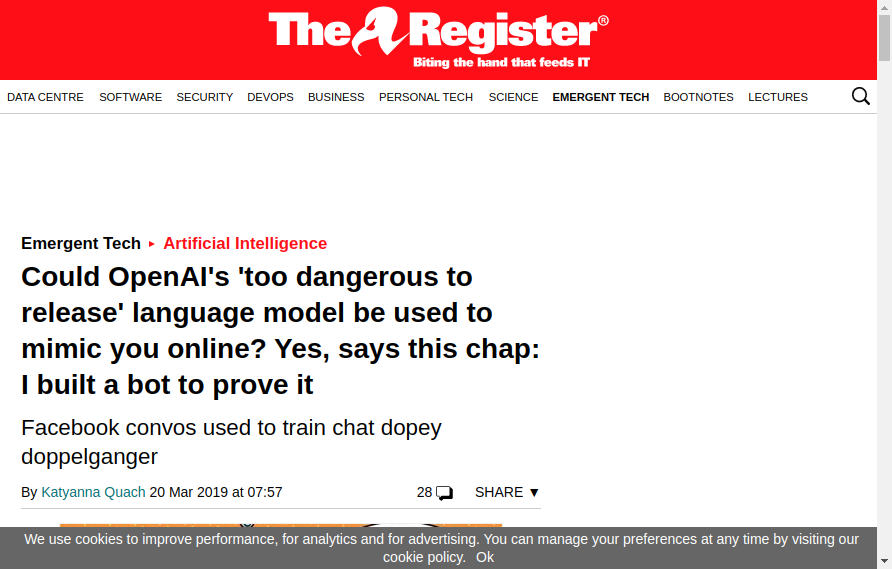 The Register®
Biting the hand that feeds IT
DATA CENTRE SOFTWARE SECURITY DEVOPS BUSINESS PERSONAL TECH SCIENCE EMERGENT TECH BOOTNOTES LECTURES
Emergent Tech ▸ Artificial Intelligence
Could OpenAI's 'too dangerous to
release' language model be used to
mimic you online? Yes, says this chap:
I built a bot to prove it
Facebook convos used to train chat dopey
doppelganger
By Katyanna Quach 20 Mar 2019 at 07:57 28 SHARE ▼
We use cookies to improve performance, for analytics and for advertising. You can manage your preferences at any time by visiting our
cookie policy. Ok